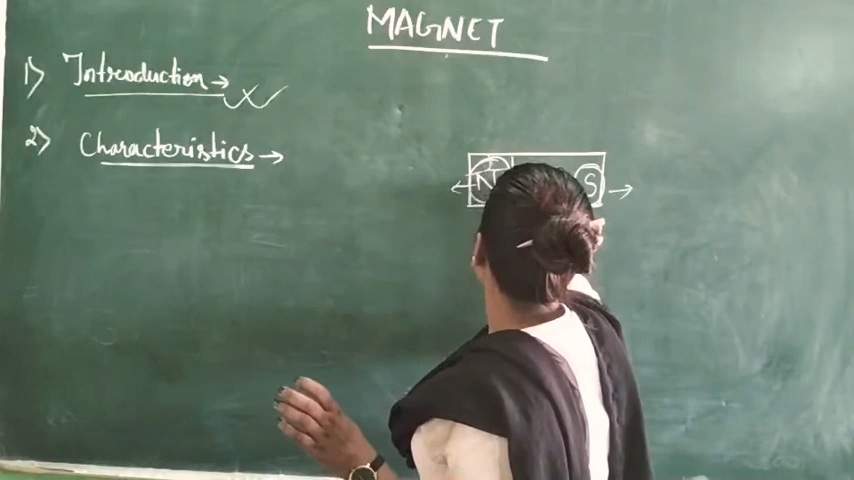 MAGNET
1) Introduction →
2) Characteristics →
N S